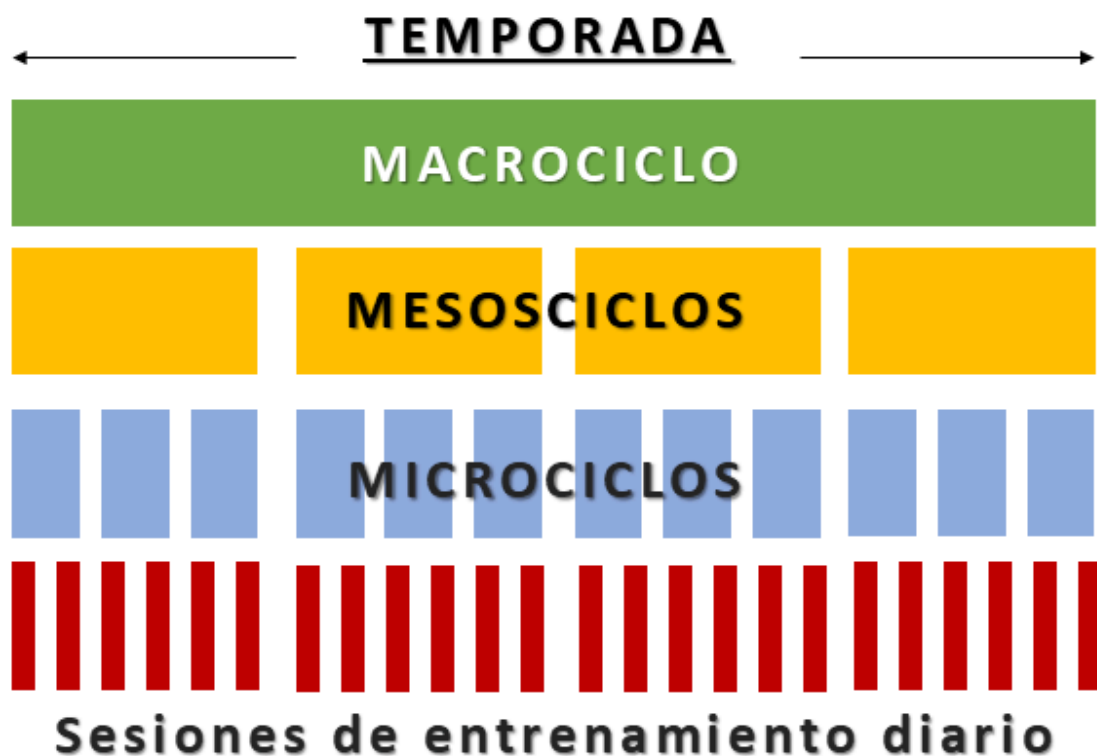 TEMPORADA
MACROCICLO
MESOSCICLOS
MICROCICLOS
Sesiones de entrenamiento diario